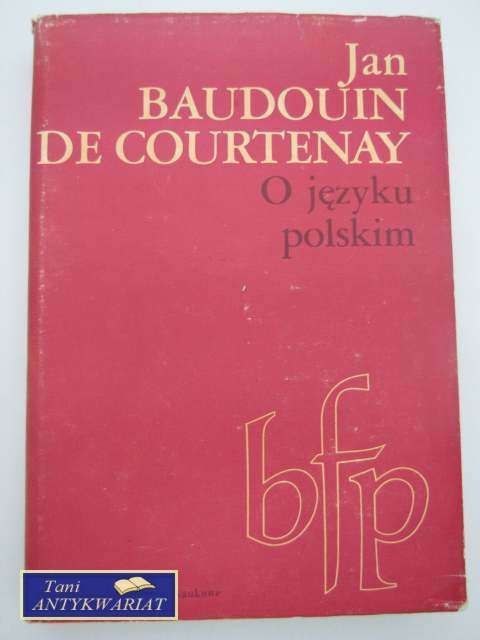 Jan
BAUDOUIN
DE COURTENAY
O języku
polskim
bfp
Tani
ANTYKWARIAT